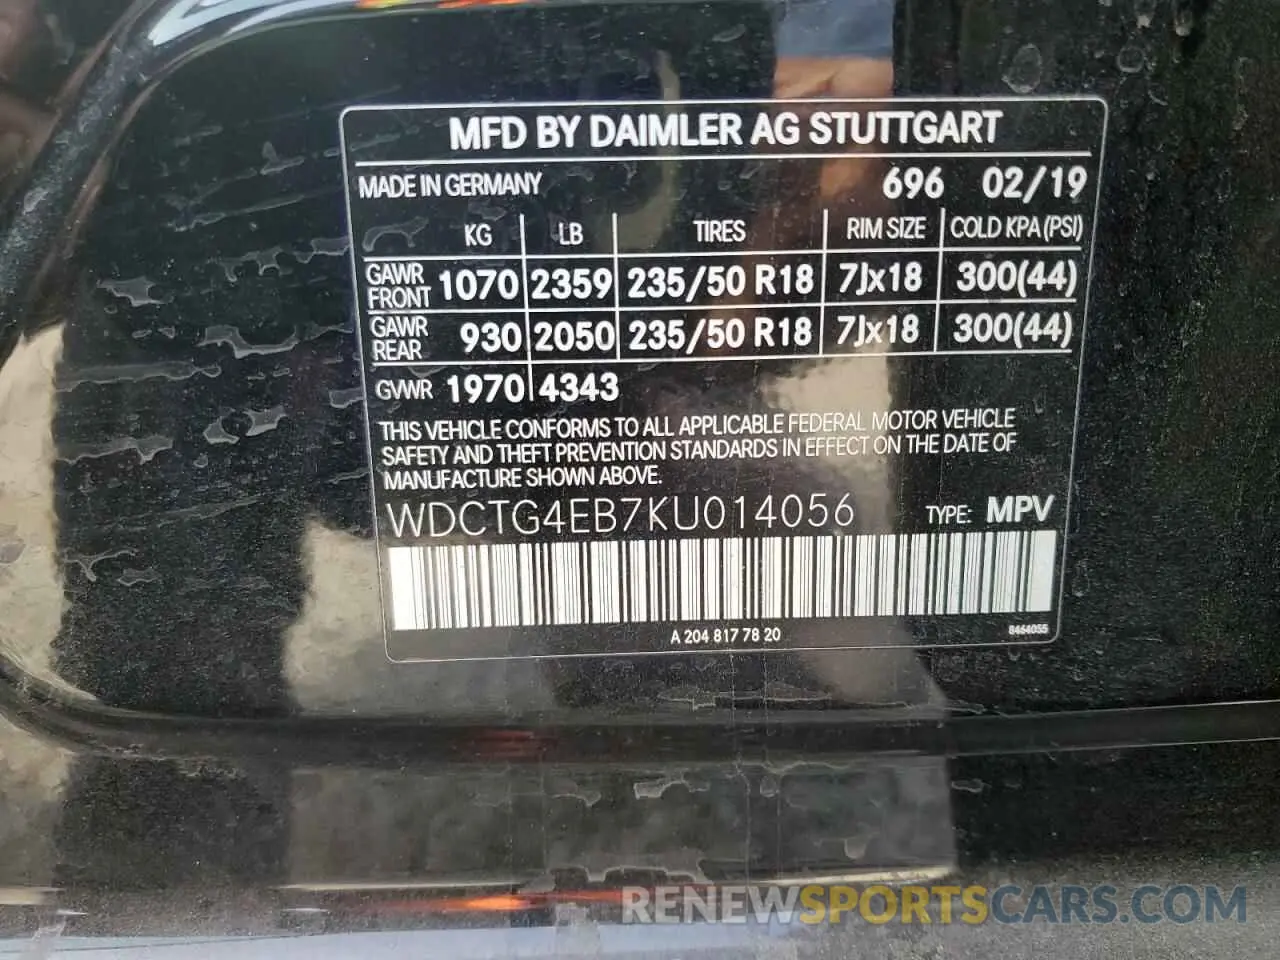 MFD BY DAIMLER AG STUTTGART
MADE IN GERMANY 696 02/19
KG LB TIRES RIM SIZE COLD KPA (PSI)
GAWR FRONT 1070 2359 235/50 R18 7Jx18 300(44)
GAWR REAR 930 2050 235/50 R18 7Jx18 300(44)
GVWR 1970 4343
THIS VEHICLE CONFORMS TO ALL APPLICABLE FEDERAL MOTOR VEHICLE
SAFETY AND THEFT PREVENTION STANDARDS IN EFFECT ON THE DATE OF
MANUFACTURE SHOWN ABOVE.
WDCTG4EB7KU014056 TYPE: MPV
A 204 817 78 20 8464055
RENEWSPORTSCARS.COM